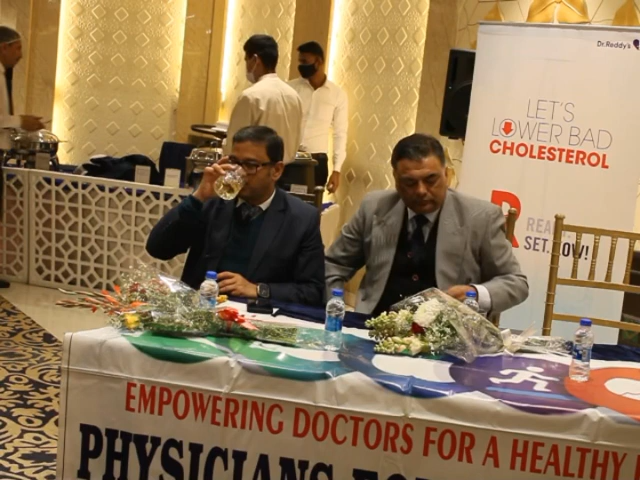 Dr.Reddy's
LET'S
LOWER BAD
CHOLESTEROL
R
SET.
EMPOWERING DOCTORS FOR A HEALTHY
PHYSICIANS